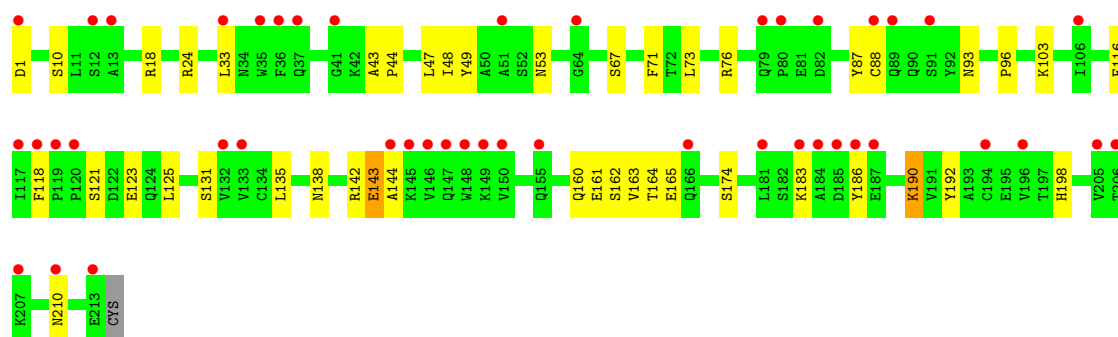 D1 S10 L11 S12 A13 R18 R24 L33 N34 W35 F36 Q37 G41 K42 A43 P44 L47 I48 Y49 A50 A51 S52 N53 G64 S67 F71 T72 L73 R76 Q79 P80 E81 D82 Y87 C88 Q89 Q90 S91 Y92 N93 P96 K103 I106
I117 F118 P119 P120 S121 D122 E123 Q124 L125 S131 V132 V133 C134 L135 N138 R142 E143 A144 K145 V146 Q147 W148 K149 V150 Q155 Q160 E161 S162 V163 T164 E165 Q166 S174 L181 S182 K183 A184 D185 Y186 E187 K190 V191 Y192 A193 C194 E195 V196 T197 H198 V205
K207 N210 E213 CYS